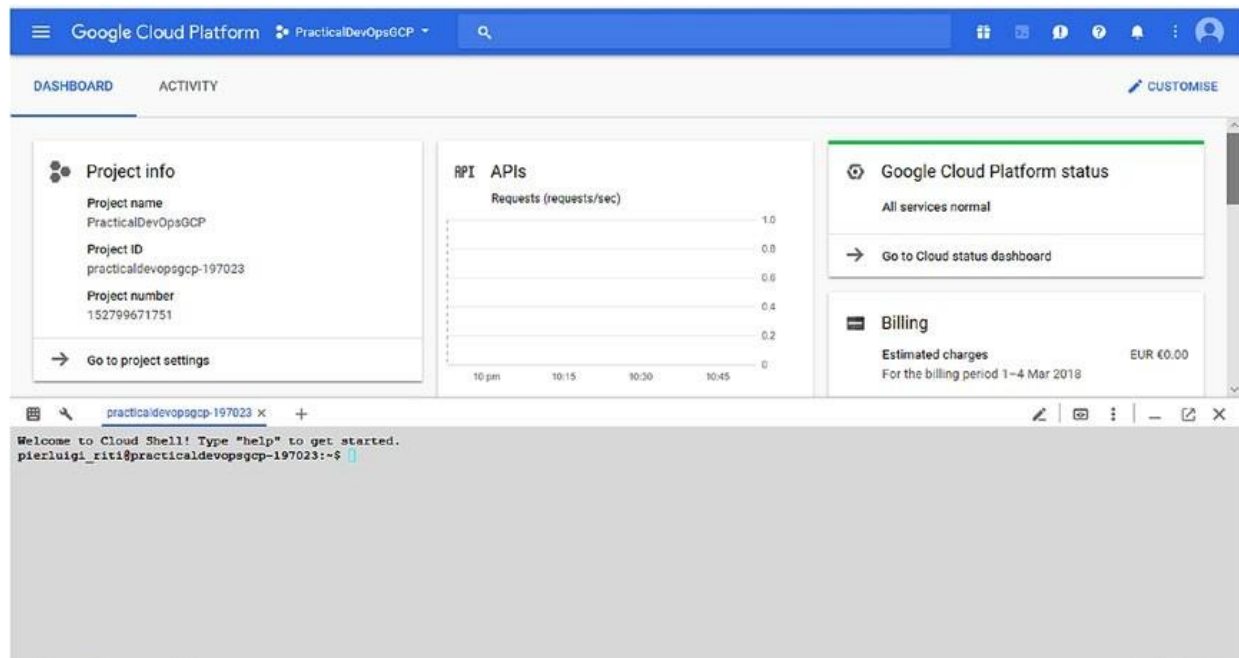 Google Cloud Platform PracticalDevOpsGCP
DASHBOARD ACTIVITY CUSTOMISE
Project info
Project name
PracticalDevOpsGCP
Project ID
practicaldevopsgcp-197023
Project number
152799671751
Go to project settings
API APIs
Requests (requests/sec)
1.0
0.8
0.6
0.4
0.2
0
10 pm 10:15 10:30 10:45
Google Cloud Platform status
All services normal
Go to Cloud status dashboard
Billing
Estimated charges EUR €0.00
For the billing period 1–4 Mar 2018
practicaldevopsgcp-197023 × +
Welcome to Cloud Shell! Type "help" to get started.
pierluigi_riti@practicaldevopsgcp-197023:~$